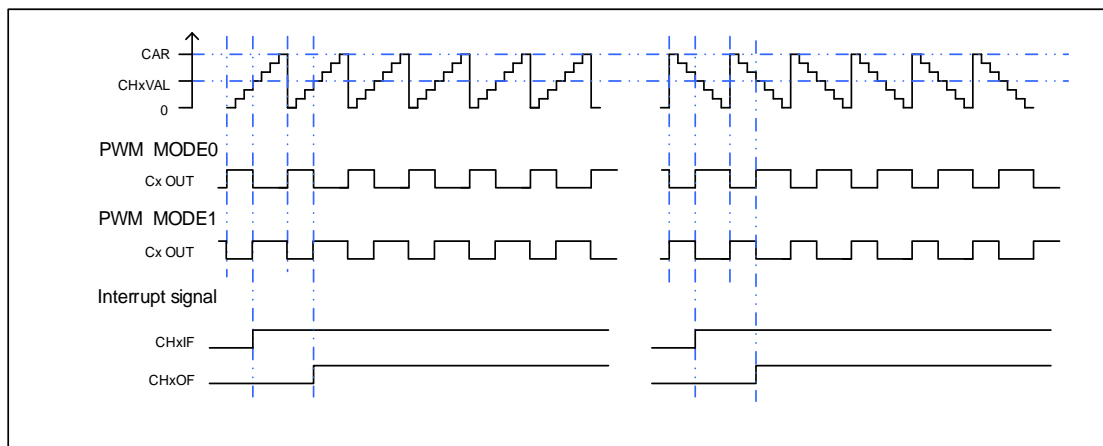 CAR
CHxVAL
0
PWM MODE0
Cx OUT
PWM MODE1
Cx OUT
Interrupt signal
CHxIF
CHxOF